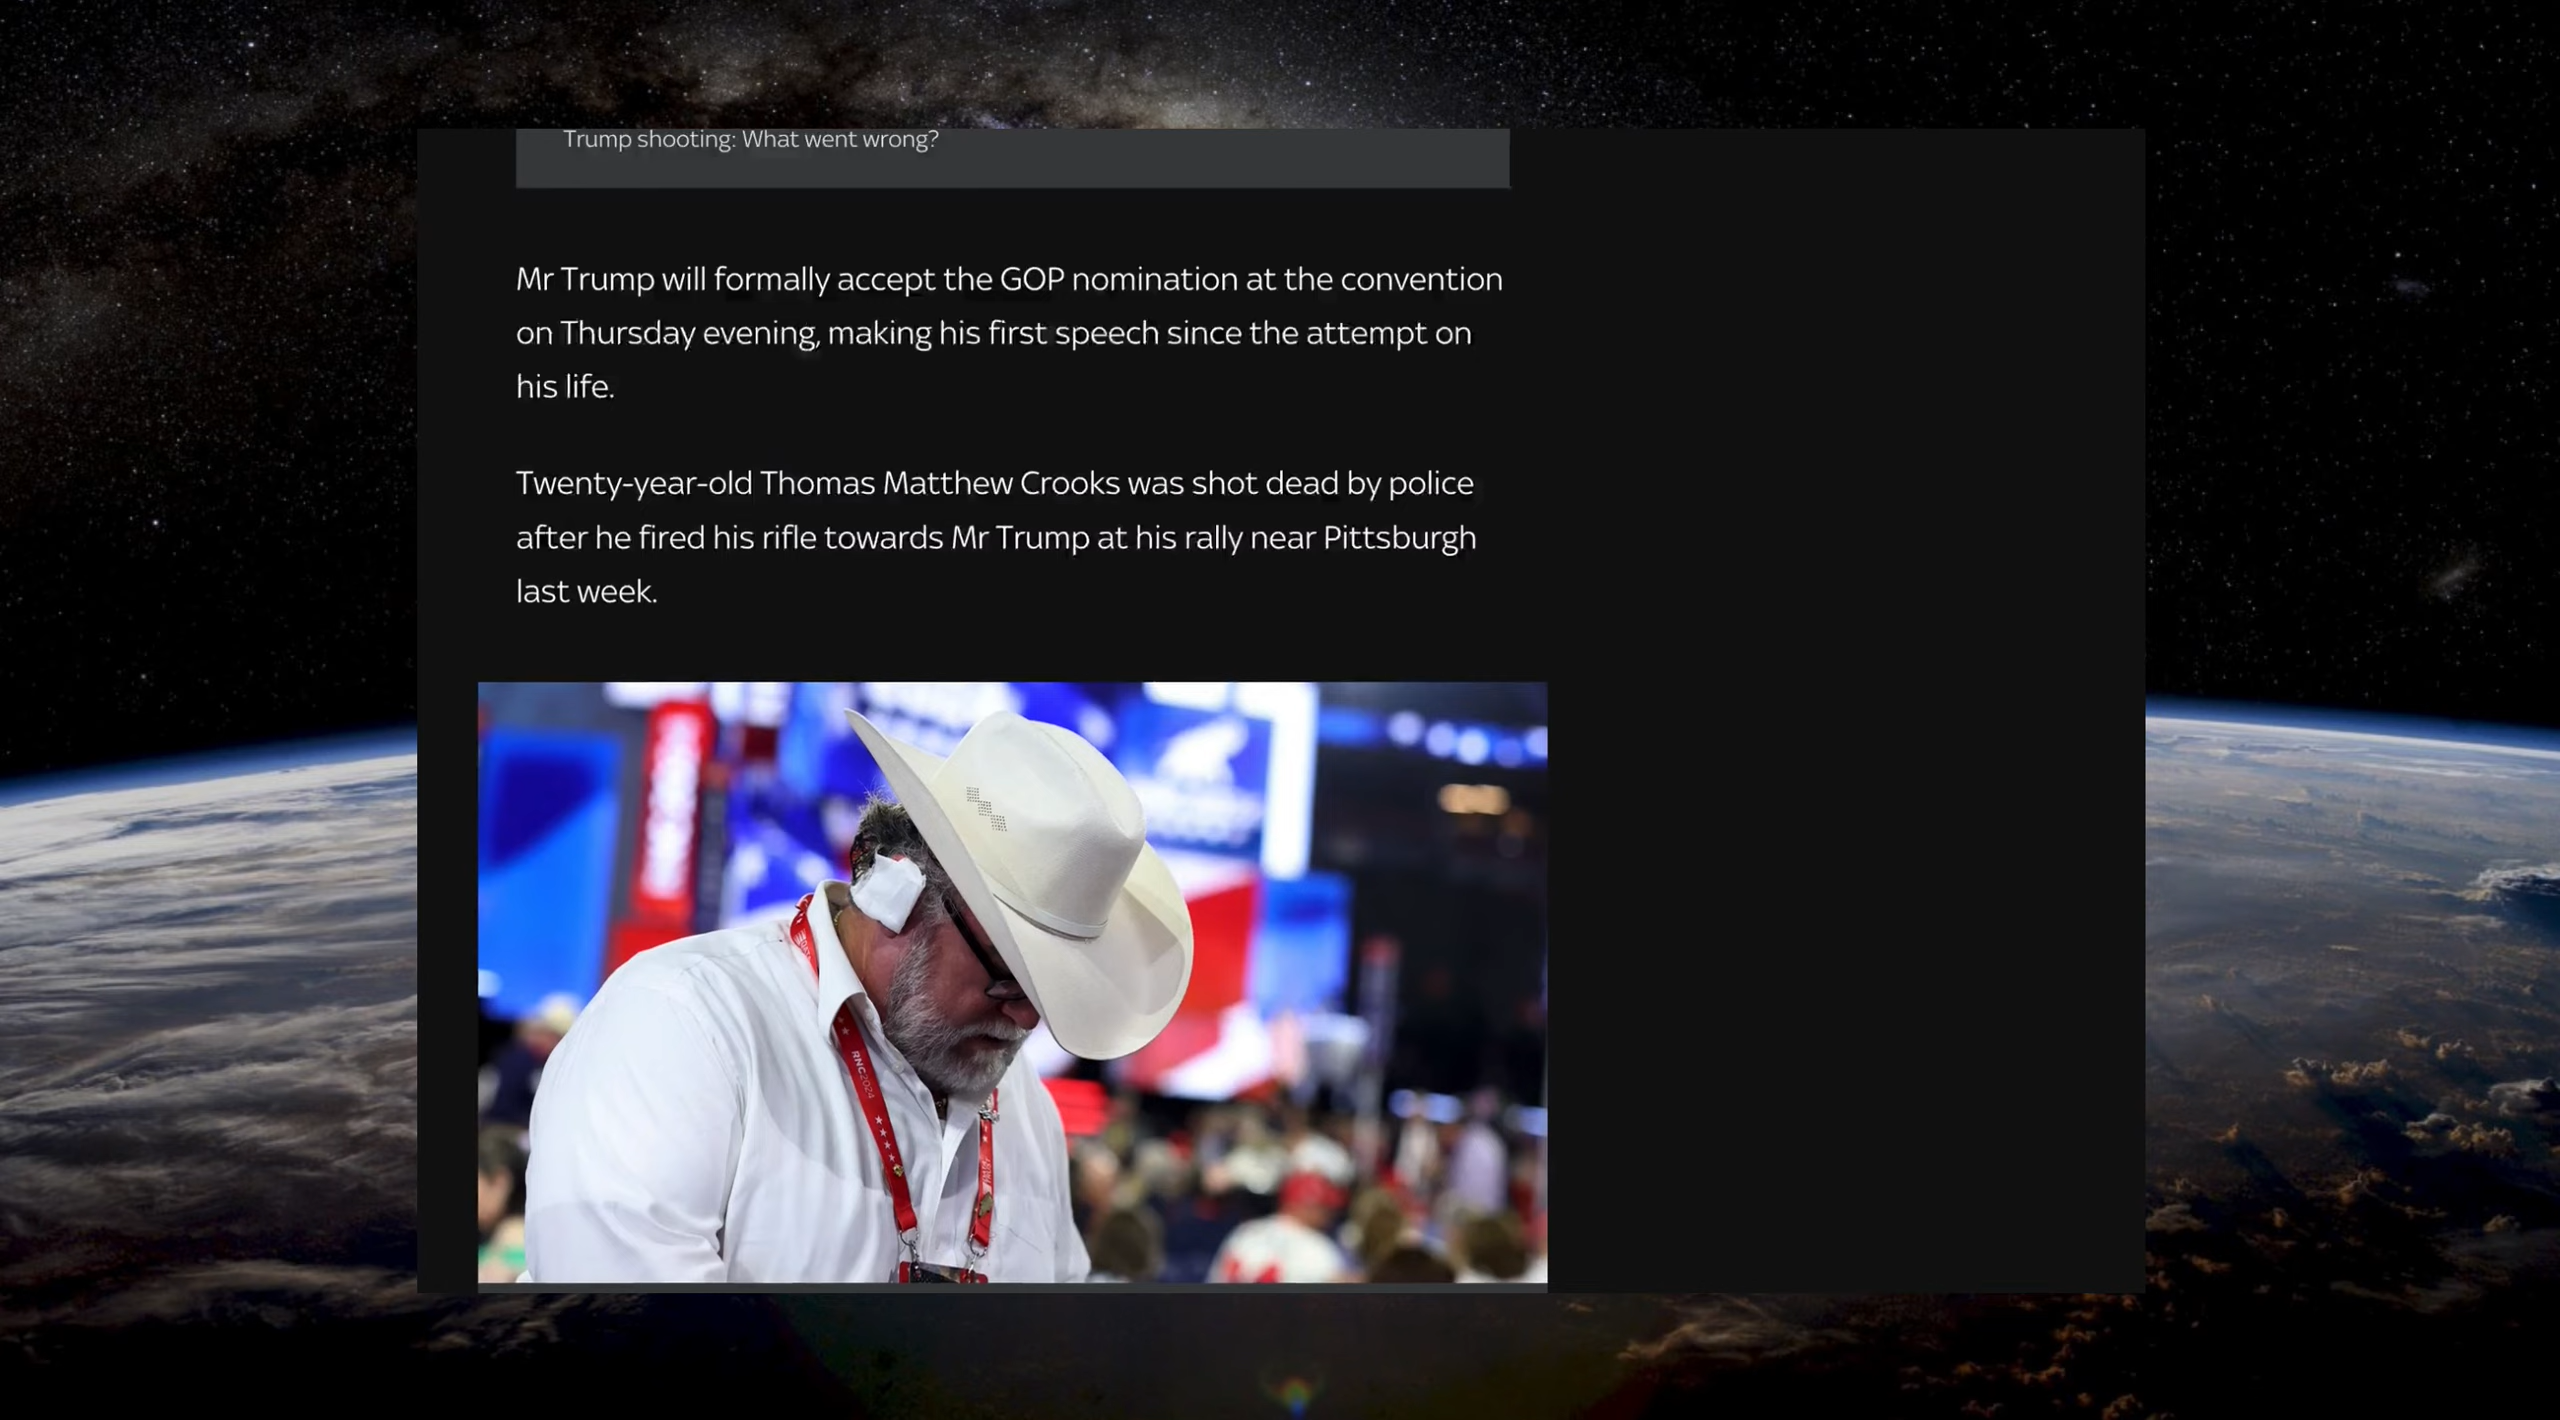 Trump shooting: What went wrong?
Mr Trump will formally accept the GOP nomination at the convention
on Thursday evening, making his first speech since the attempt on
his life.
Twenty-year-old Thomas Matthew Crooks was shot dead by police
after he fired his rifle towards Mr Trump at his rally near Pittsburgh
last week.
RNC2024